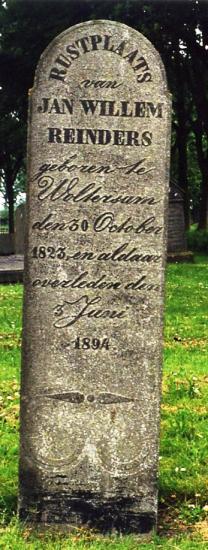 RUSTPLAATS
van
JAN WILLEM
REINDERS
geboren te
Woltersum
den 30 October
1823, en aldaar
overleden den
5 Juni
1894